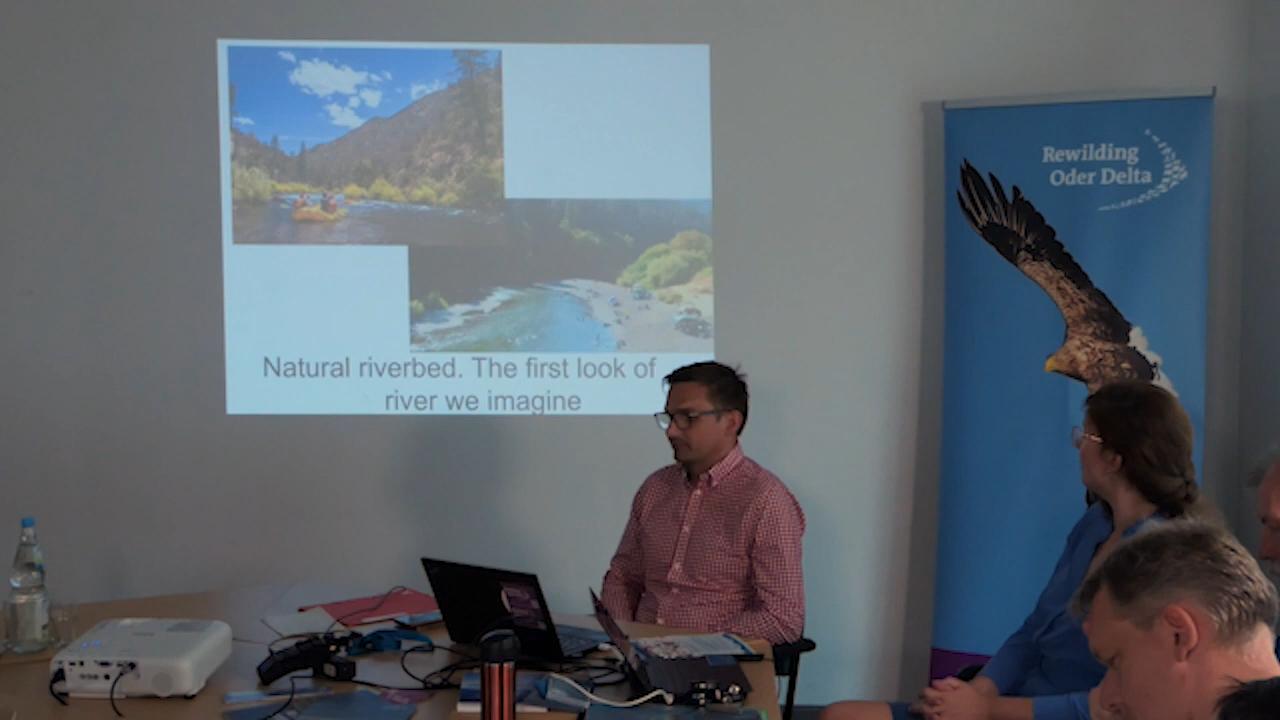 Natural riverbed. The first look of
river we imagine
Rewilding
Oder Delta